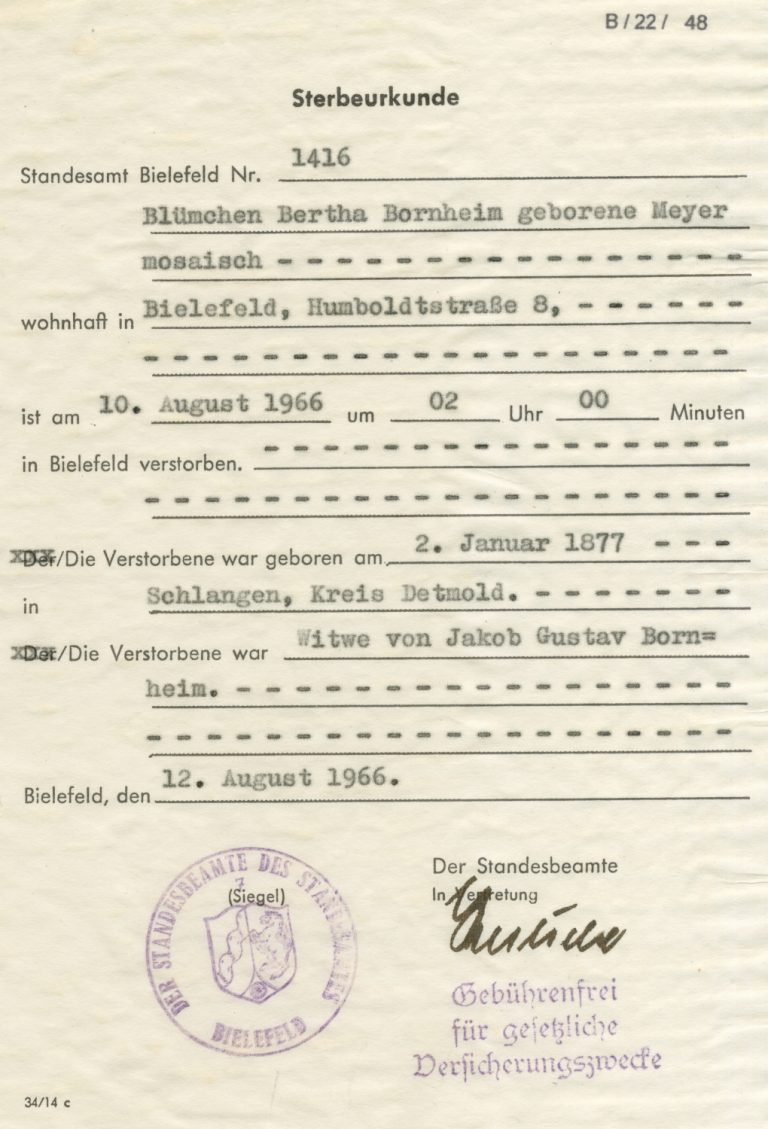 B / 22 / 48
Sterbeurkunde
Standesamt Bielefeld Nr. 1416
Blümchen Bertha Bornheim geborene Meyer
mosaisch - - - - - - - - - - - - - - - -
wohnhaft in Bielefeld, Humboldtstraße 8, - - - - - -
- - - - - - - - - - - - - - - - - - - -
ist am 10. August 1966 um 02 Uhr 00 Minuten
in Bielefeld verstorben. - - - - - - - - - - - - - - - -
- - - - - - - - - - - - - - - - - - - -
Der/Die Verstorbene war geboren am 2. Januar 1877 - - -
in Schlangen, Kreis Detmold. - - - - - - -
Der/Die Verstorbene war Witwe von Jakob Gustav Born=
heim. - - - - - - - - - - - - - - - - -
- - - - - - - - - - - - - - - - - - - -
Bielefeld, den 12. August 1966.
DER STANDESBEAMTE DES STANDESAMTES
7
(Siegel)
BIELEFELD
Der Standesbeamte
In Vertretung
Gebührenfrei
für gesetzliche
Versicherungszwecke
34/14 c